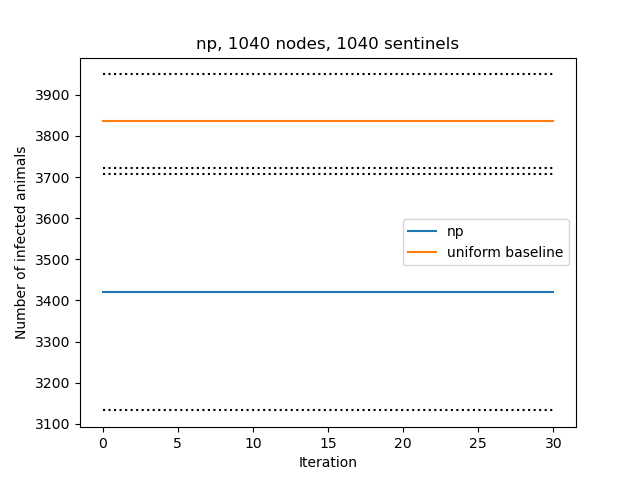 np, 1040 nodes, 1040 sentinels
Number of infected animals
3900
3800
3700
3600
3500
3400
3300
3200
3100
np
uniform baseline
0 5 10 15 20 25 30
Iteration